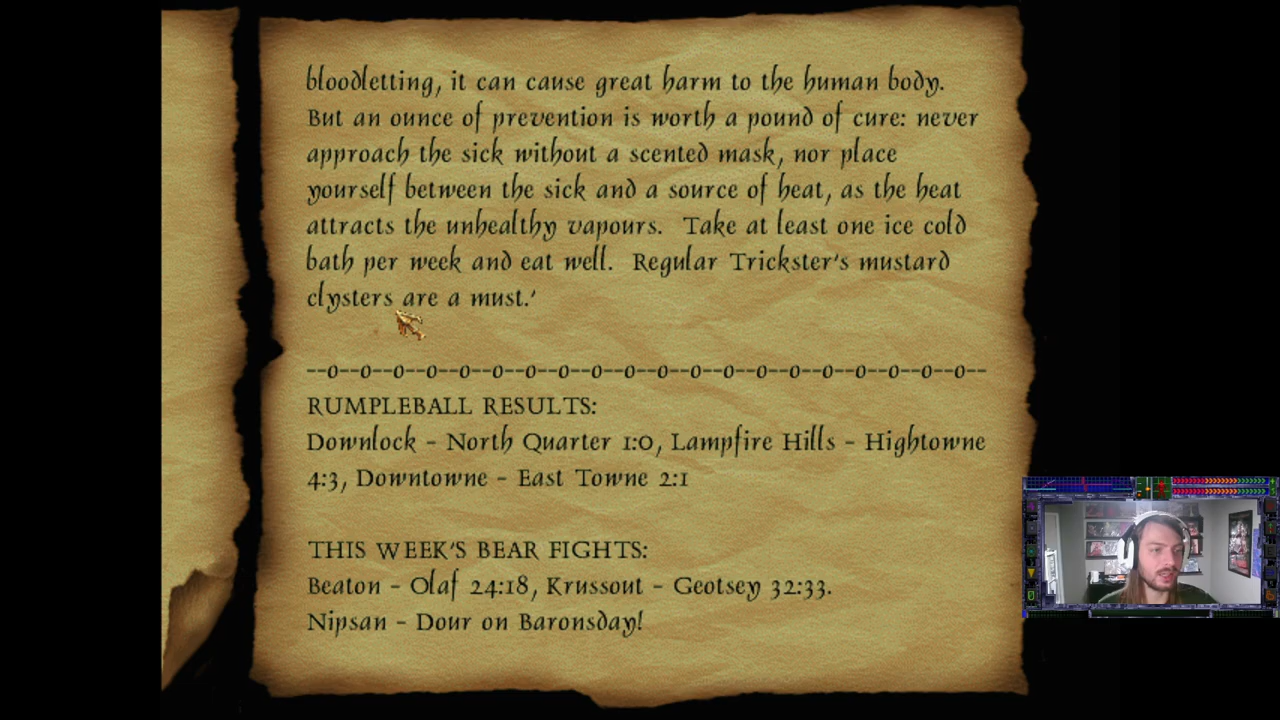 bloodletting, it can cause great harm to the human body.
But an ounce of prevention is worth a pound of cure: never
approach the sick without a scented mask, nor place
yourself between the sick and a source of heat, as the heat
attracts the unhealthy vapours.  Take at least one ice cold
bath per week and eat well.  Regular Trickster's mustard
clysters are a must.'
--o--o--o--o--o--o--o--o--o--o--o--o--o--o--o--o--o--o--o--o--
RUMPLEBALL RESULTS:
Downlock - North Quarter 1:0, Lampfire Hills - Hightowne
4:3, Downtowne - East Towne 2:1
THIS WEEK'S BEAR FIGHTS:
Beaton - Olaf 24:18, Krussout - Geotsey 32:33.
Nipsan - Dour on Baronsday!